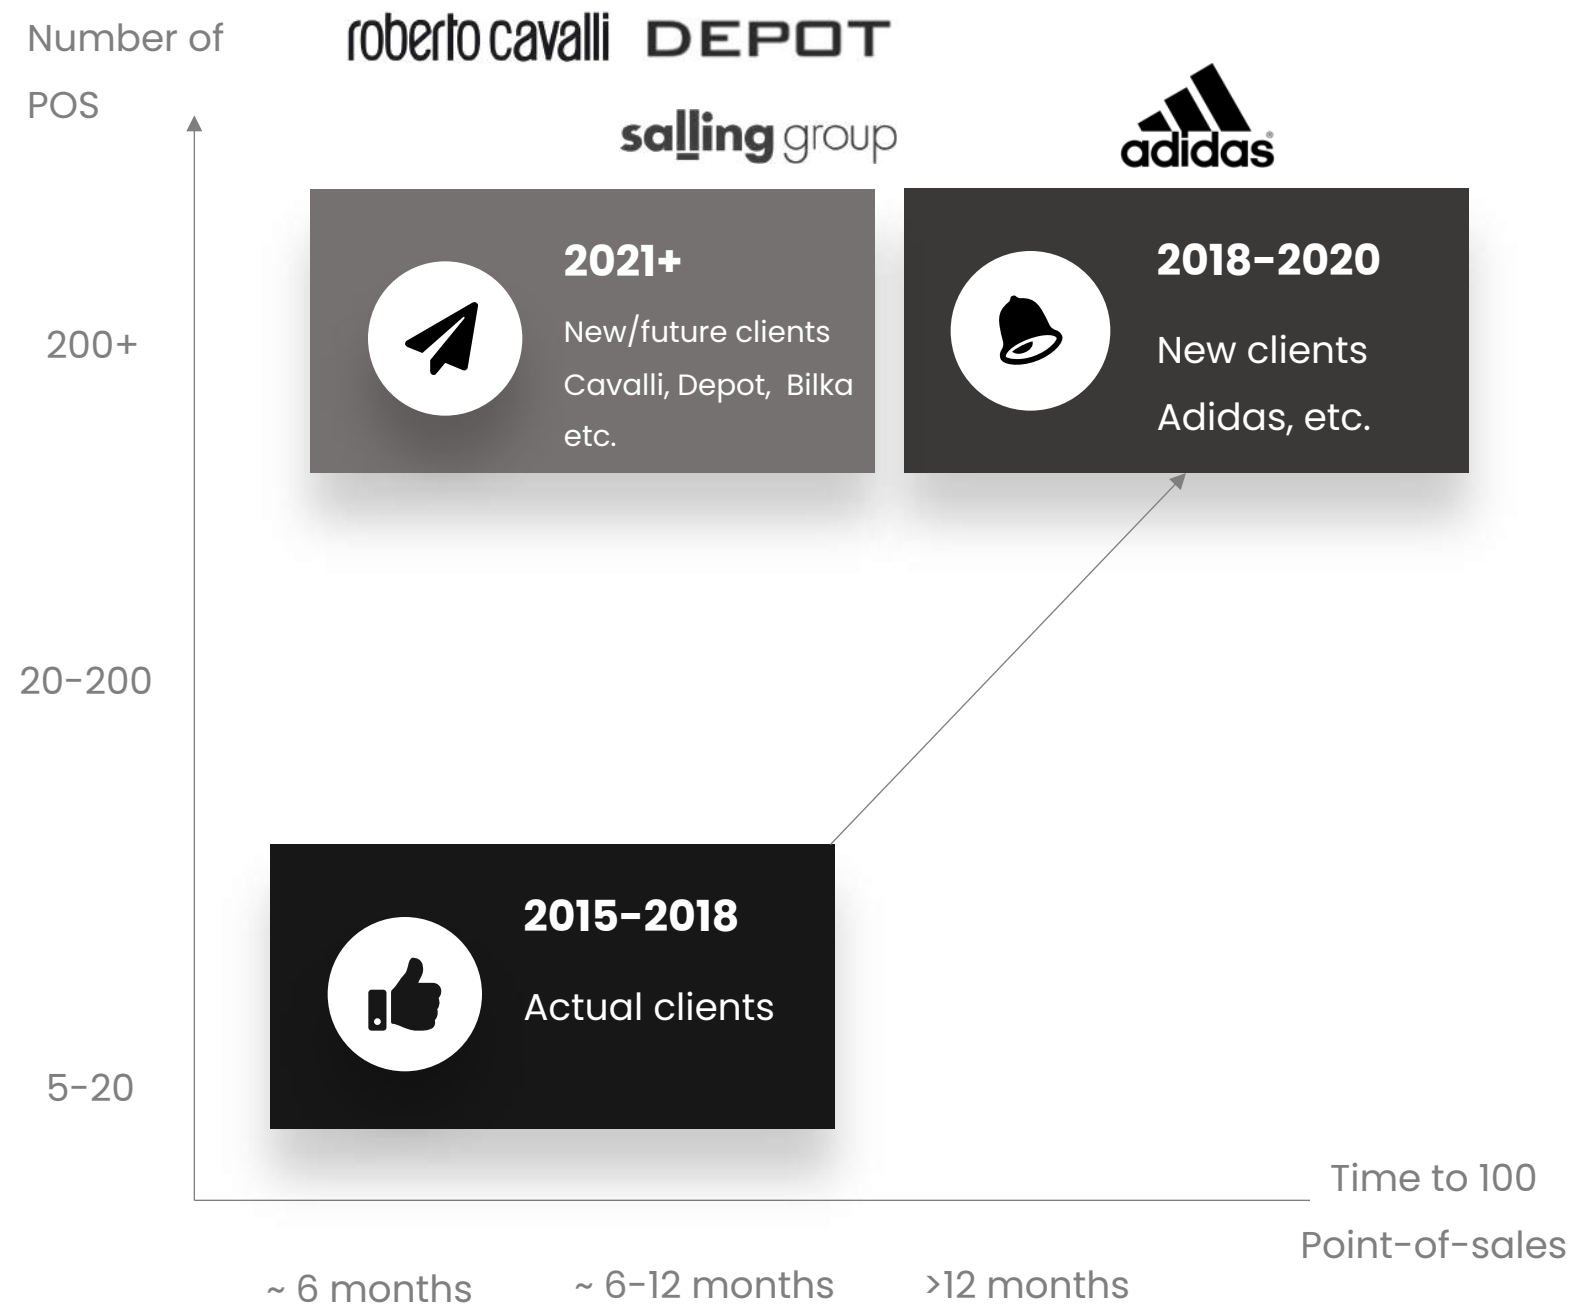 Number of
POS
roberto cavalli DEPOT
salling group
adidas®
2021+
New/future clients
Cavalli, Depot,  Bilka
etc.
2018-2020
New clients
Adidas, etc.
200+
20-200
2015-2018
Actual clients
5-20
Time to 100
Point-of-sales
~ 6 months
~ 6-12 months
>12 months